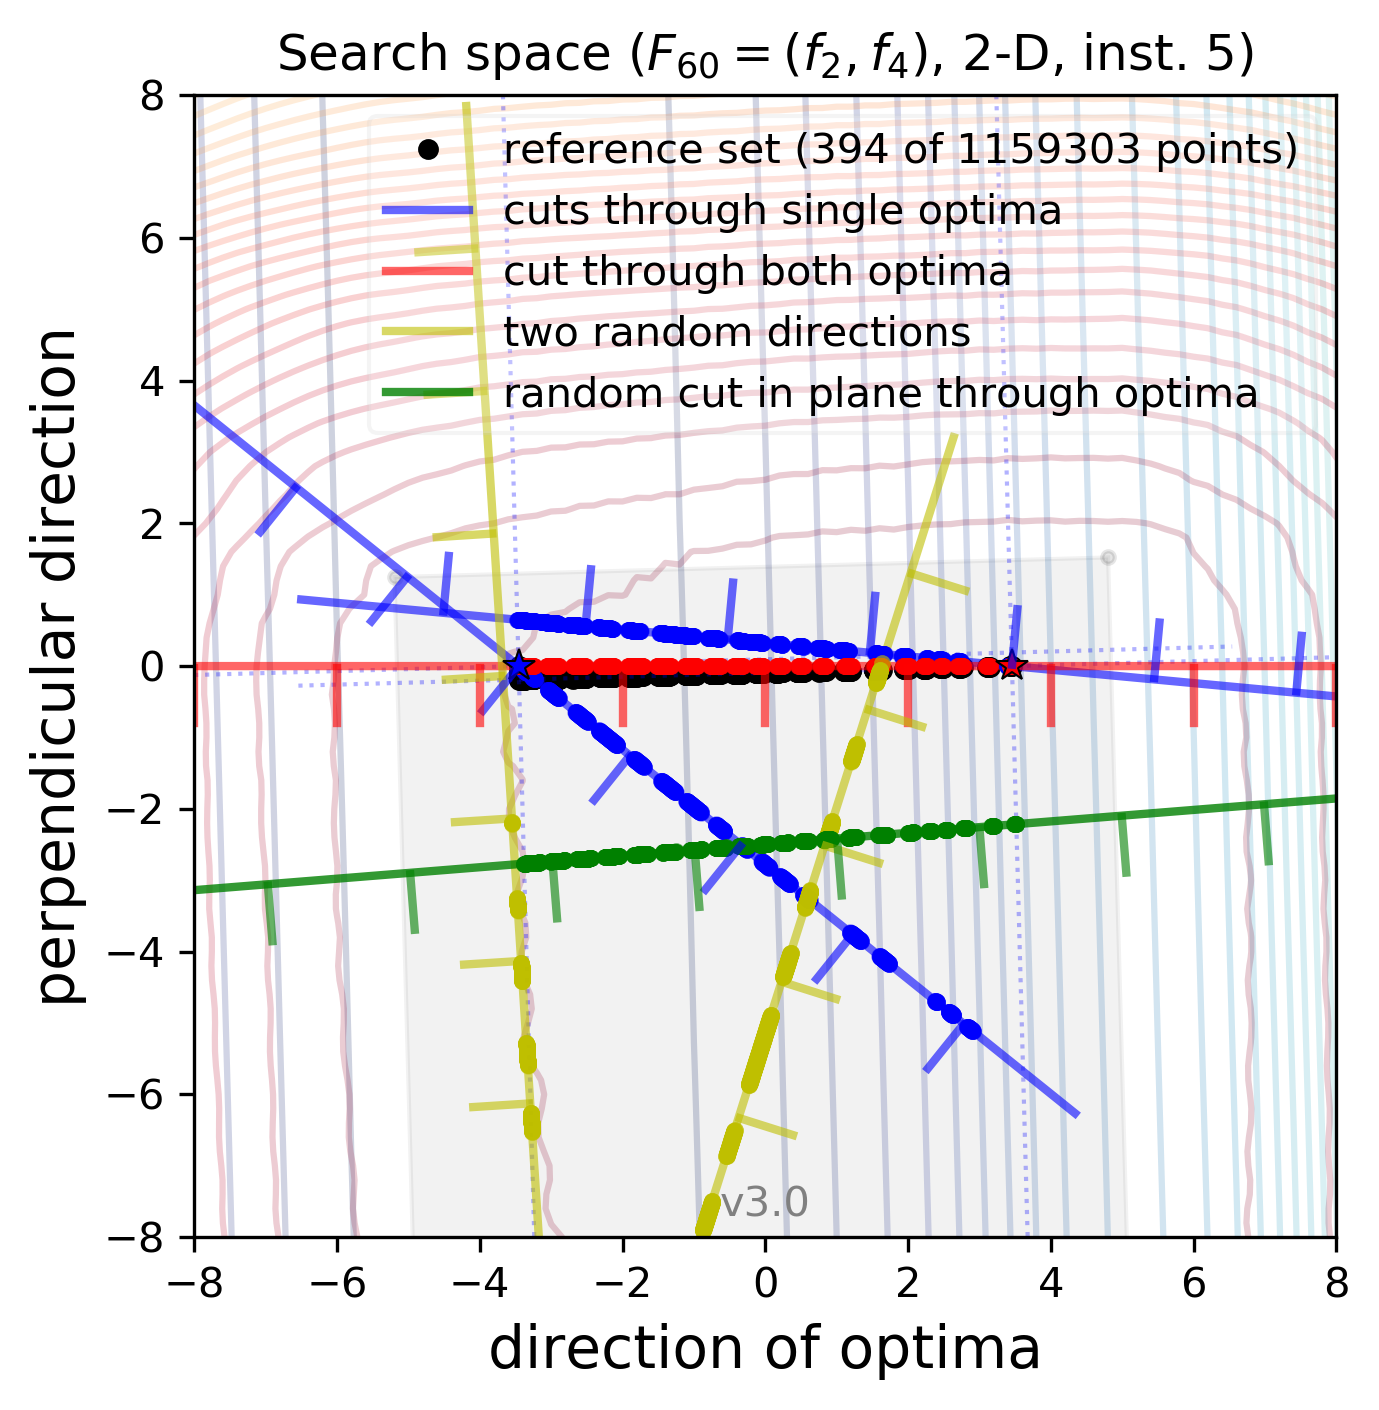 Search space (F₆₀ = (f₂, f₄), 2-D, inst. 5)
reference set (394 of 1159303 points)
cuts through single optima
cut through both optima
two random directions
random cut in plane through optima
perpendicular direction
8
6
4
2
0
−2
−4
−6
−8
v3.0
−8 −6 −4 −2 0 2 4 6 8
direction of optima